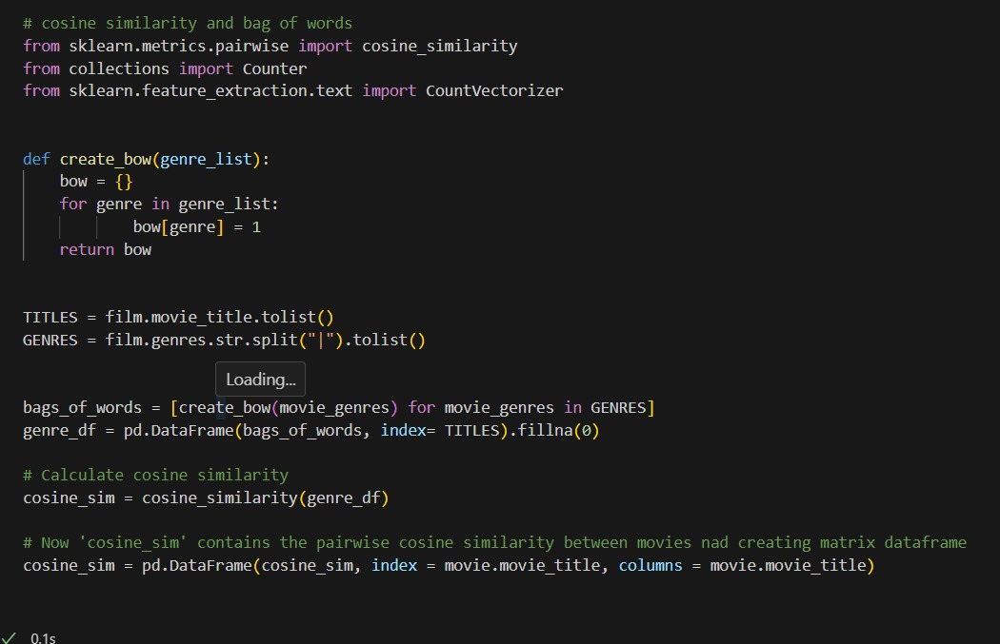 # cosine similarity and bag of words
from sklearn.metrics.pairwise import cosine_similarity
from collections import Counter
from sklearn.feature_extraction.text import CountVectorizer
def create_bow(genre_list):
    bow = {}
    for genre in genre_list:
            bow[genre] = 1
    return bow
TITLES = film.movie_title.tolist()
GENRES = film.genres.str.split("|").tolist()
Loading...
bags_of_words = [create_bow(movie_genres) for movie_genres in GENRES]
genre_df = pd.DataFrame(bags_of_words, index= TITLES).fillna(0)
# Calculate cosine similarity
cosine_sim = cosine_similarity(genre_df)
# Now 'cosine_sim' contains the pairwise cosine similarity between movies nad creating matrix dataframe
cosine_sim = pd.DataFrame(cosine_sim, index = movie.movie_title, columns = movie.movie_title)
0.1s